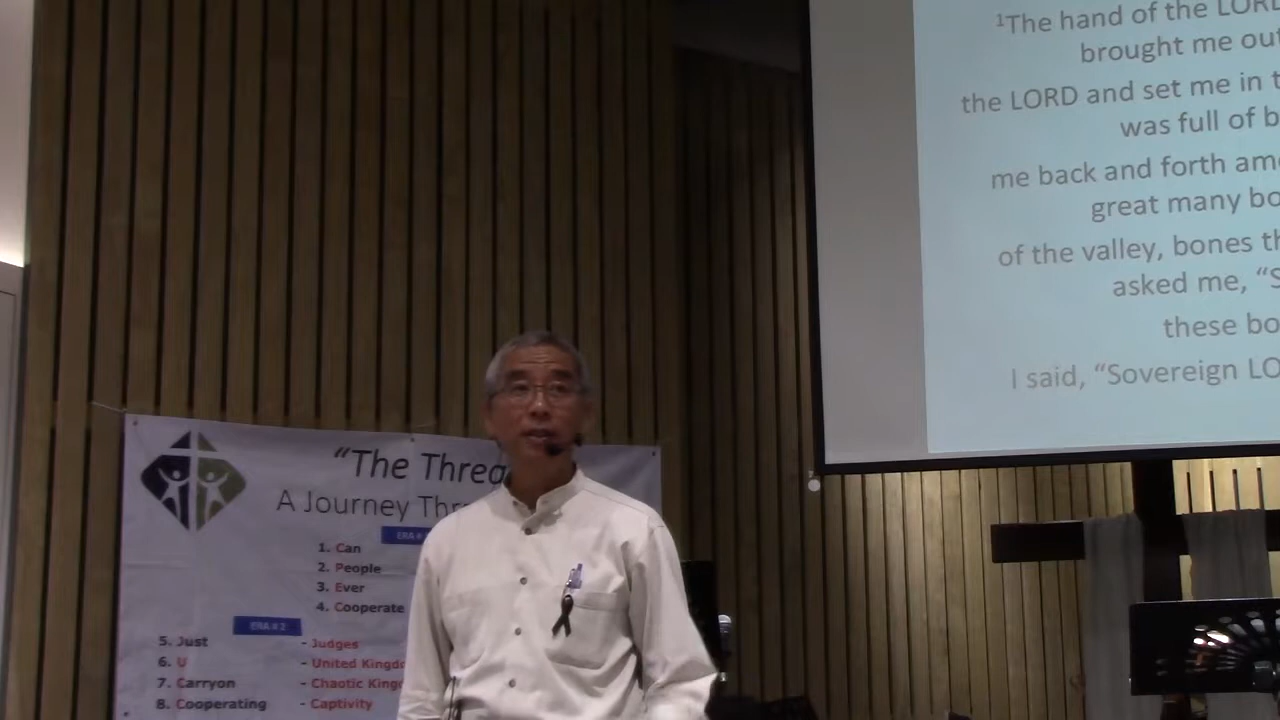 ¹The hand of the LORD
brought me out
the LORD and set me in t
was full of b
me back and forth amo
great many bo
of the valley, bones th
asked me, “S
these bo
I said, “Sovereign LO
“The Threa
A Journey Thr
ERA #
1. Can
2. People
3. Ever
4. Cooperate
ERA # 2
5. Just - Judges
6. U - United Kingdo
7. Carryon - Chaotic King
8. Cooperating - Captivity